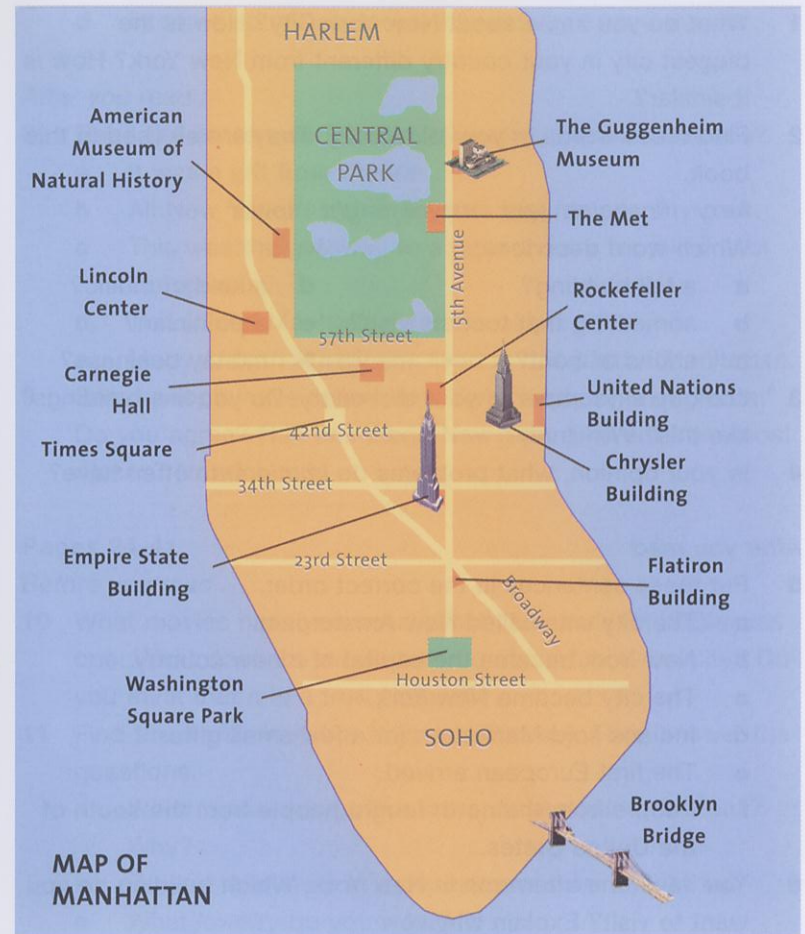 HARLEM
American
Museum of
Natural History
CENTRAL
PARK
The Guggenheim
Museum
The Met
5th Avenue
Lincoln
Center
Rockefeller
Center
57th Street
Carnegie
Hall
United Nations
Building
Times Square
42nd Street
Chrysler
Building
34th Street
Empire State
Building
23rd Street
Flatiron
Building
Broadway
Washington
Square Park
Houston Street
SOHO
Brooklyn
Bridge
MAP OF
MANHATTAN